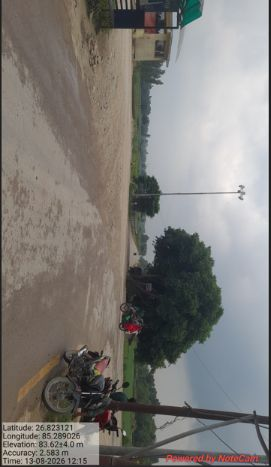 Latitude: 26.823121
Longitude: 85.289026
Elevation: 83.62±4.0 m
Accuracy: 2.583 m
Time: 13-08-2026 12:15
Powered by NoteCam